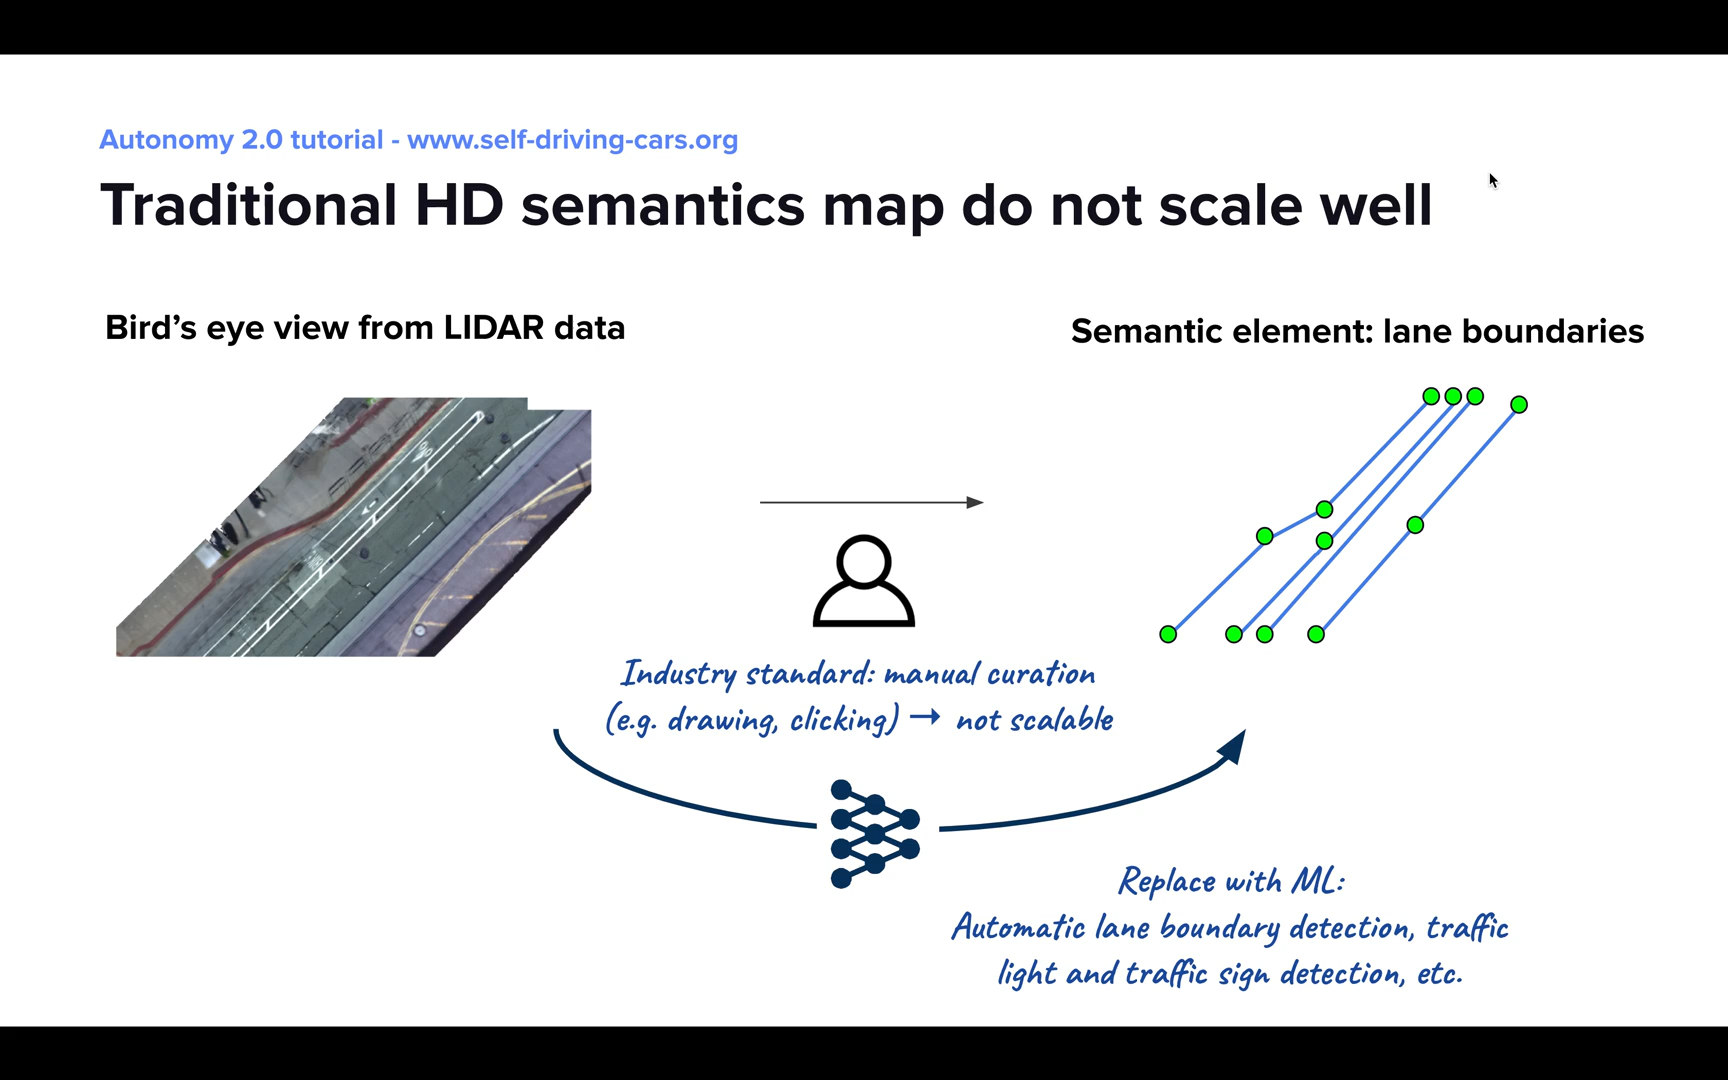 Autonomy 2.0 tutorial - www.self-driving-cars.org
Traditional HD semantics map do not scale well
Bird’s eye view from LIDAR data
Semantic element: lane boundaries
Industry standard: manual curation
(e.g. drawing, clicking) → not scalable
Replace with ML:
Automatic lane boundary detection, traffic
light and traffic sign detection, etc.